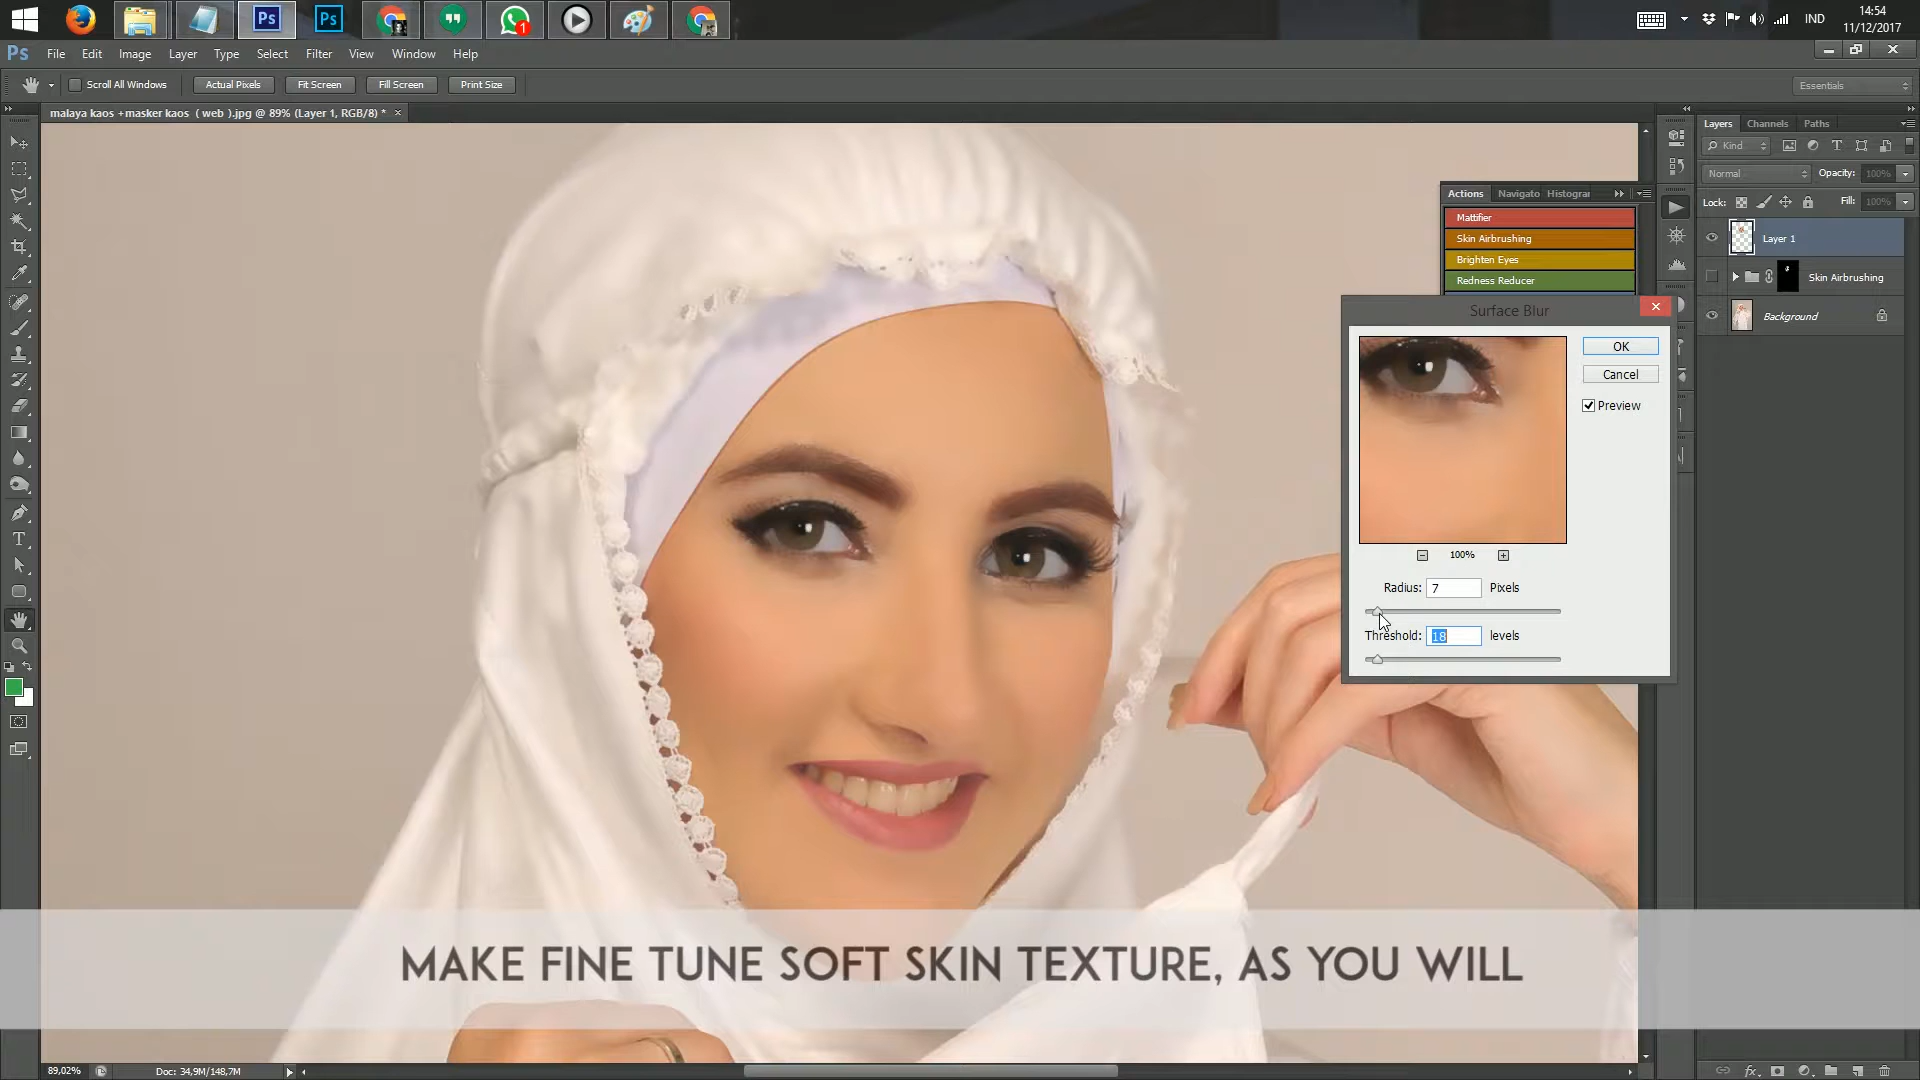 14:54
IND
11/12/2017
1
Ps
Ps
Ps File Edit Image Layer Type Select Filter View Window Help
Scroll All Windows Actual Pixels Fit Screen Fill Screen Print Size Essentials
malaya kaos +masker kaos ( web ).jpg @ 89% (Layer 1, RGB/8) * ×
Layers Channels Paths
Kind
Normal Opacity: 100%
Lock: Fill: 100%
Layer 1
Skin Airbrushing
Background
Actions Navigato Histogra
Mattifier
Skin Airbrushing
Brighten Eyes
Redness Reducer
Surface Blur
OK
Cancel
Preview
100%
Radius: 7 Pixels
Threshold: 18 levels
MAKE FINE TUNE SOFT SKIN TEXTURE, AS YOU WILL
89,02% Doc: 34,9M/148,7M